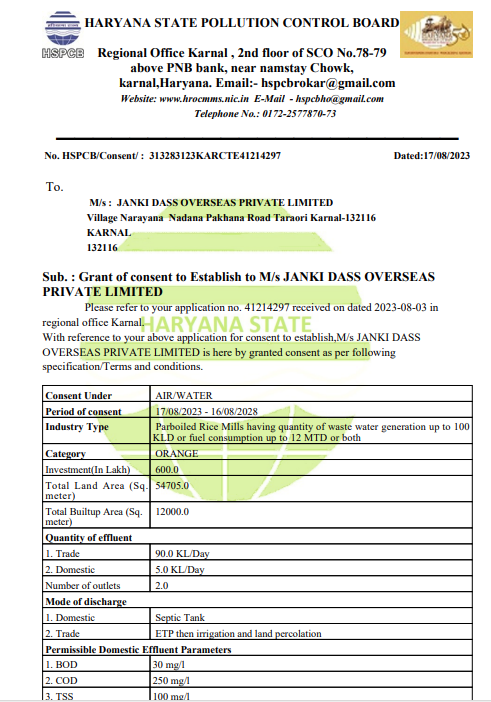 HARYANA STATE POLLUTION CONTROL BOARD
HSPCB
Regional Office Karnal , 2nd floor of SCO No.78-79
above PNB bank, near namstay Chowk,
karnal,Haryana. Email:- hspcbrokar@gmail.com
Website: www.hrocmms.nic.in E-Mail - hspcbho@gmail.com
Telephone No.: 0172-2577870-73
No. HSPCB/Consent/ : 313283123KARCTE41214297 Dated:17/08/2023
To.
M/s : JANKI DASS OVERSEAS PRIVATE LIMITED
Village Narayana Nadana Pakhana Road Taraori Karnal-132116
KARNAL
132116
Sub. : Grant of consent to Establish to M/s JANKI DASS OVERSEAS
PRIVATE LIMITED
Please refer to your application no. 41214297 received on dated 2023-08-03 in
regional office Karnal.
HARYANA STATE
With reference to your above application for consent to establish,M/s JANKI DASS
OVERSEAS PRIVATE LIMITED is here by granted consent as per following
specification/Terms and conditions.
Consent Under AIR/WATER
Period of consent 17/08/2023 - 16/08/2028
Industry Type Parboiled Rice Mills having quantity of waste water generation up to 100
KLD or fuel consumption up to 12 MTD or both
Category ORANGE
Investment(In Lakh) 600.0
Total Land Area (Sq. 54705.0
meter)
Total Builtup Area (Sq. 12000.0
meter)
Quantity of effluent
1. Trade 90.0 KL/Day
2. Domestic 5.0 KL/Day
Number of outlets 2.0
Mode of discharge
1. Domestic Septic Tank
2. Trade ETP then irrigation and land percolation
Permissible Domestic Effluent Parameters
1. BOD 30 mg/l
2. COD 250 mg/l
3. TSS 100 mg/l